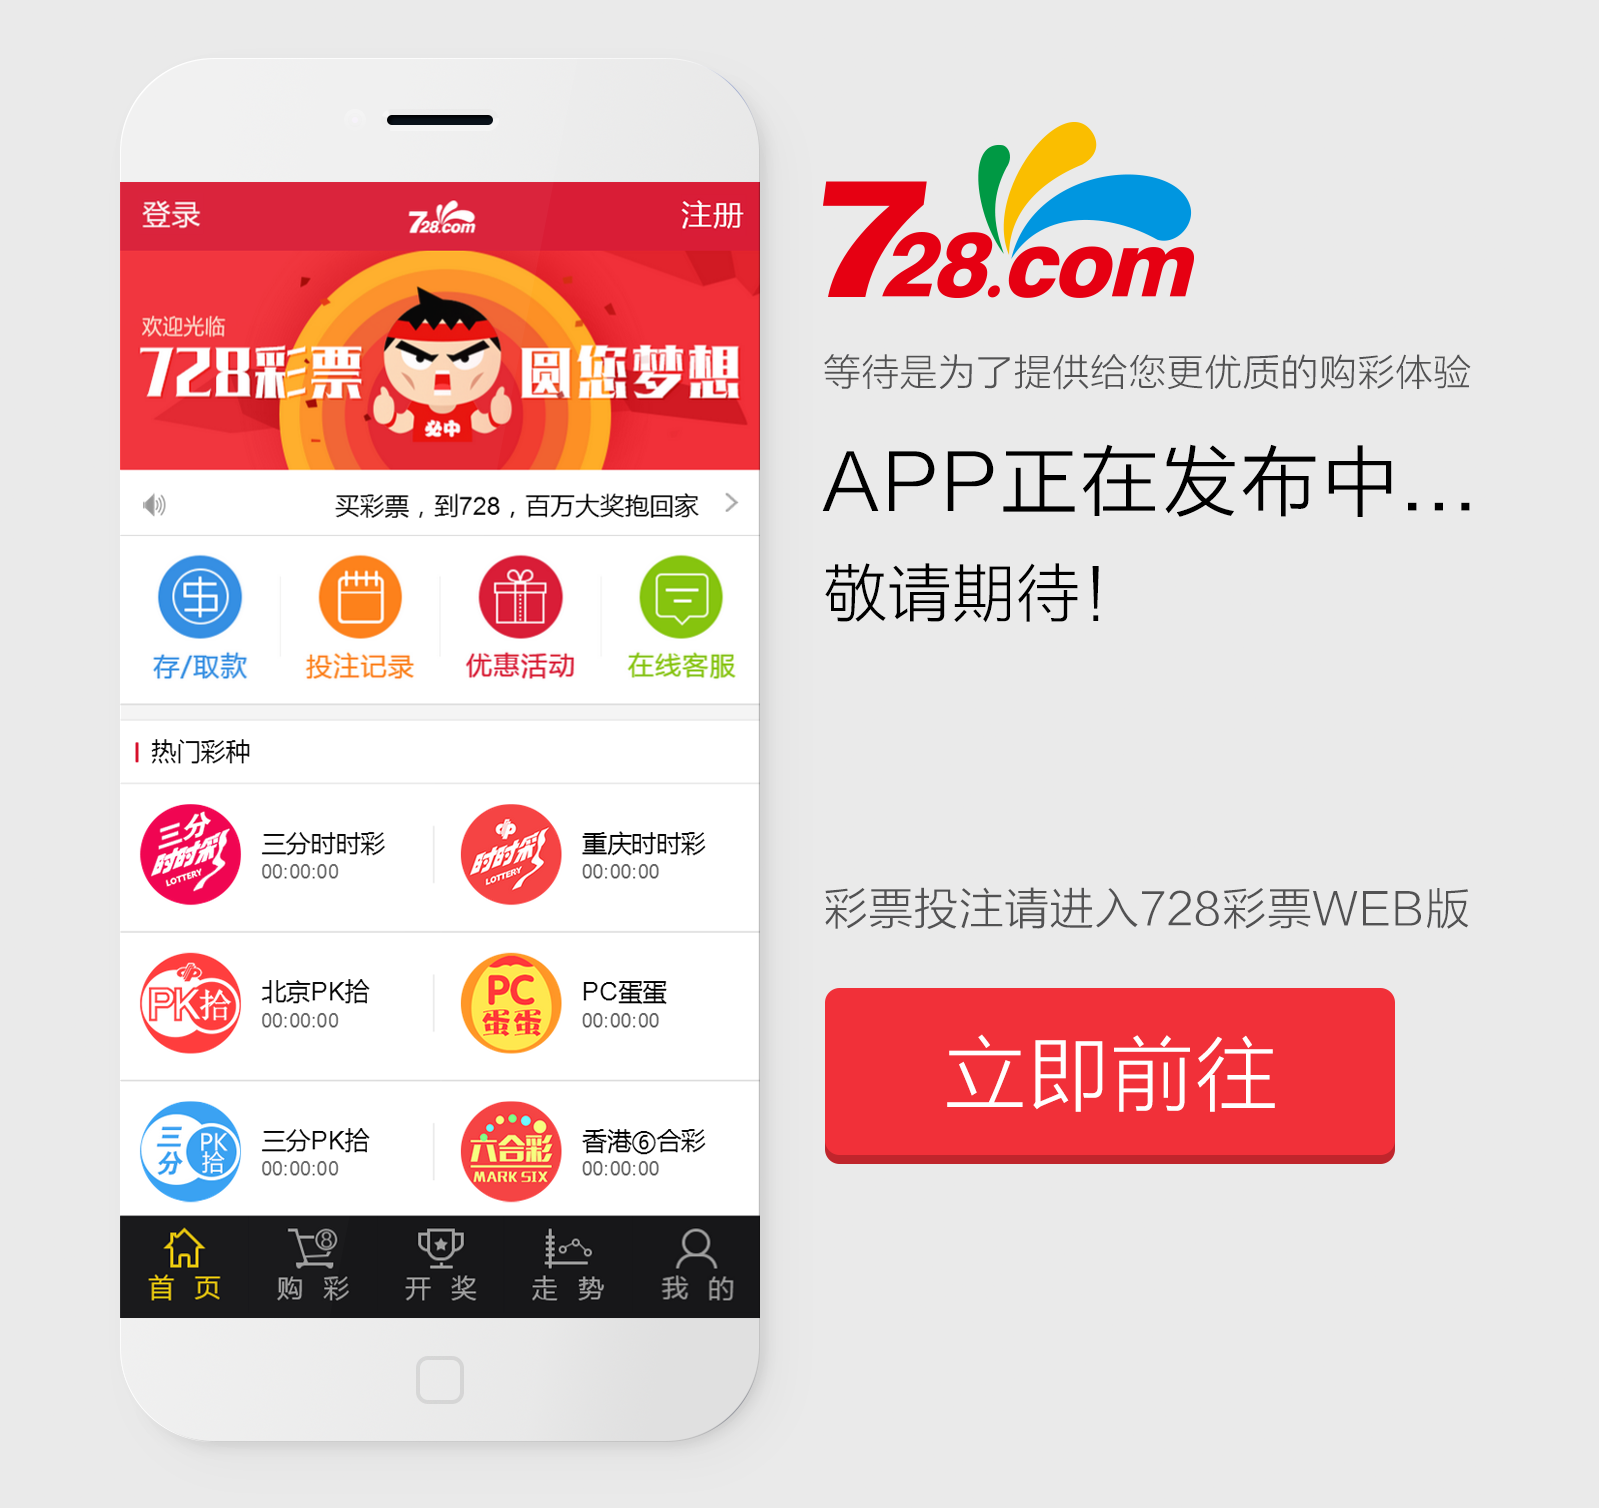 登录
728.com
注册
欢迎光临
728彩票 圆您梦想
必中
买彩票，到728，百万大奖抱回家
存/取款
投注记录
优惠活动
在线客服
热门彩种
三分
时时彩
LOTTERY
三分时时彩
00:00:00
时时彩
LOTTERY
重庆时时彩
00:00:00
PK拾
北京PK拾
00:00:00
PC
蛋蛋
PC蛋蛋
00:00:00
三分
PK拾
三分PK拾
00:00:00
六合彩
MARK SIX
香港⑥合彩
00:00:00
8
首页
购彩
开奖
走势
我的
728.com
等待是为了提供给您更优质的购彩体验
APP正在发布中...
敬请期待！
彩票投注请进入728彩票WEB版
立即前往